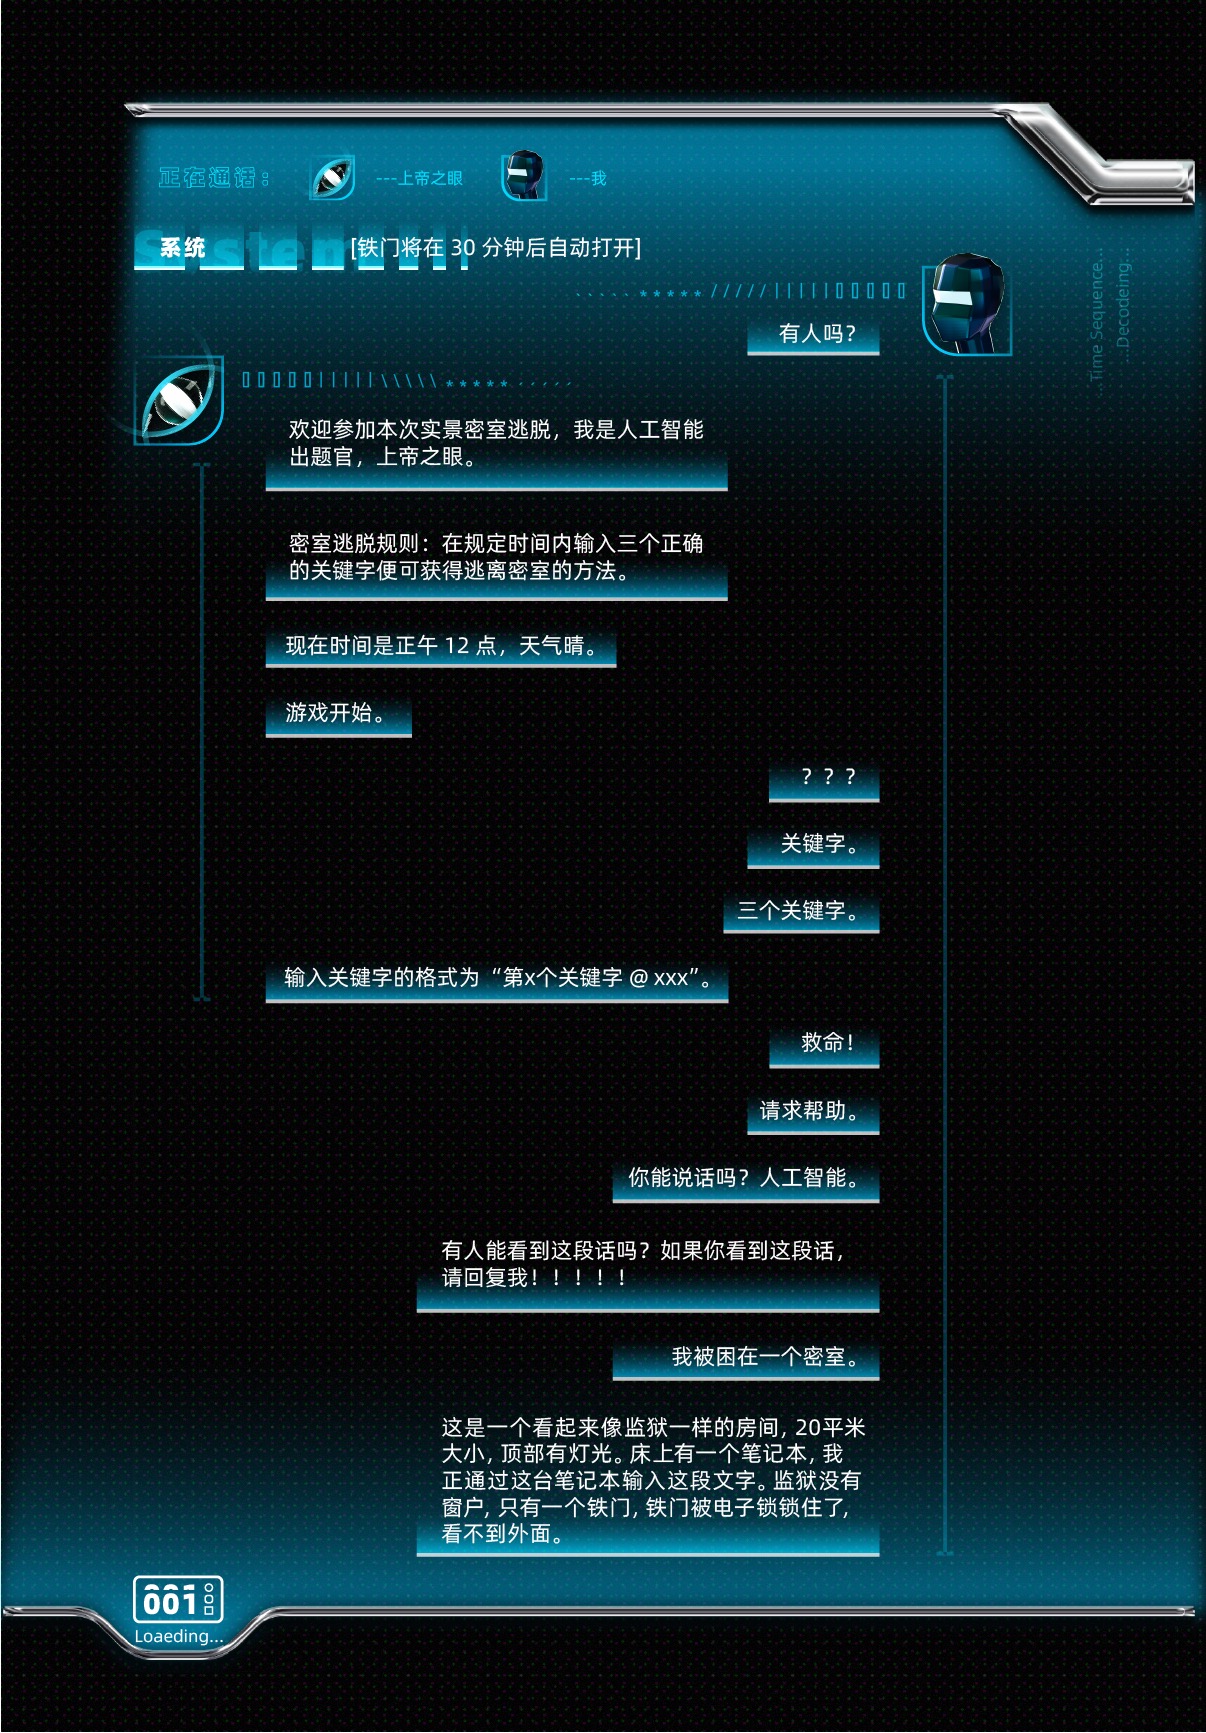 正在通话：
---上帝之眼
---我
系统
System
[铁门将在 30 分钟后自动打开]
Time Sequence...
...Decodeing...
有人吗？
欢迎参加本次实景密室逃脱，我是人工智能
出题官，上帝之眼。
密室逃脱规则：在规定时间内输入三个正确
的关键字便可获得逃离密室的方法。
现在时间是正午 12 点，天气晴。
游戏开始。
？？？
关键字。
三个关键字。
输入关键字的格式为“第x个关键字 @ xxx”。
救命！
请求帮助。
你能说话吗？人工智能。
有人能看到这段话吗？如果你看到这段话，
请回复我！！！！！
我被困在一个密室。
这是一个看起来像监狱一样的房间，20平米
大小，顶部有灯光。床上有一个笔记本，我
正通过这台笔记本输入这段文字。监狱没有
窗户，只有一个铁门，铁门被电子锁锁住了，
看不到外面。
001
Loaeding...